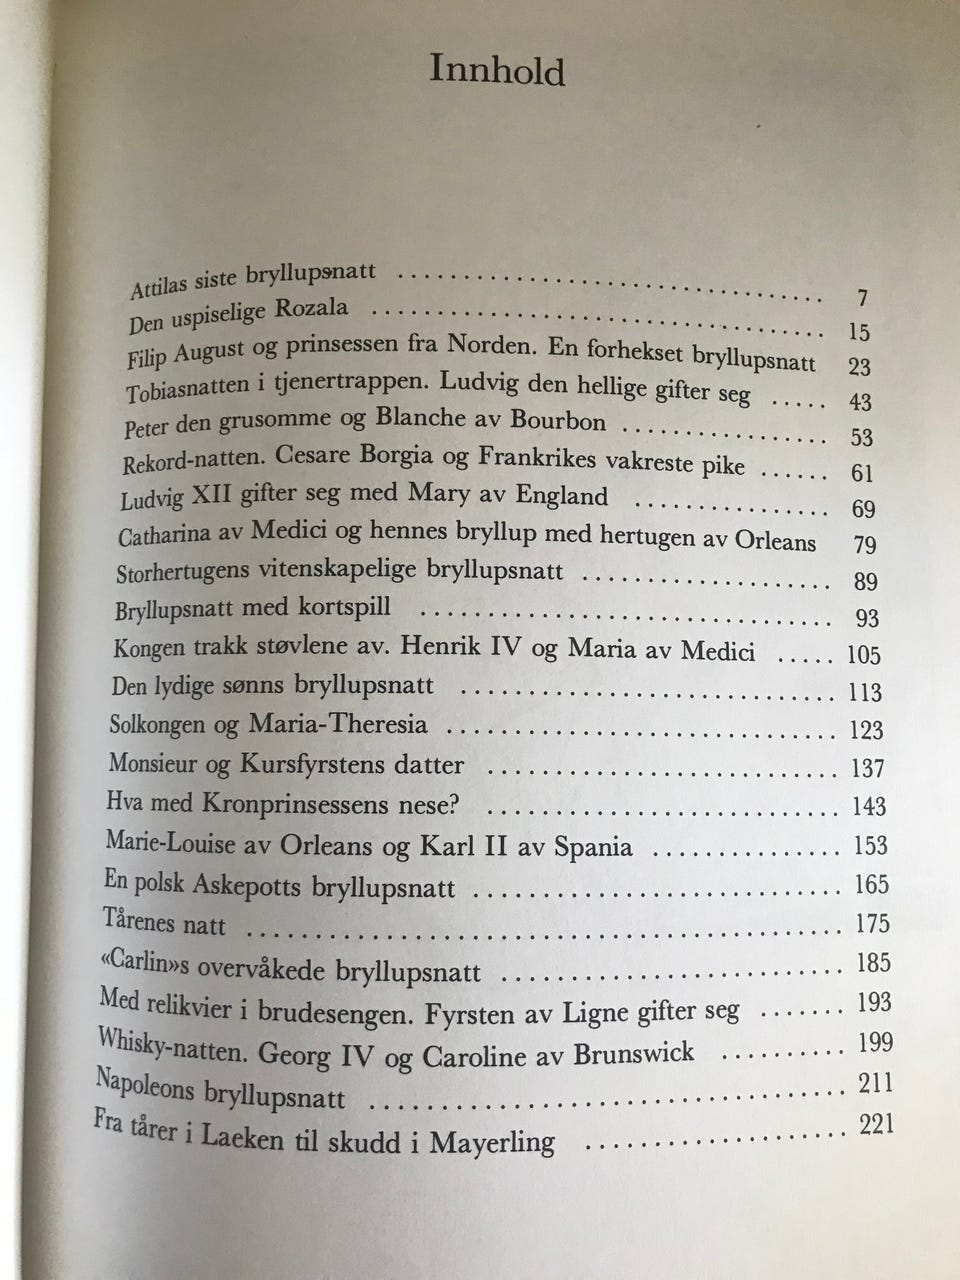 Innhold
Attilas siste bryllupsnatt ........................................ 7
Den uspiselige Rozala ........................................ 15
Filip August og prinsessen fra Norden. En forhekset bryllupsnatt 23
Tobiasnatten i tjenertrappen. Ludvig den hellige gifter seg ..... 43
Peter den grusomme og Blanche av Bourbon ................. 53
Rekord-natten. Cesare Borgia og Frankrikes vakreste pike ...... 61
Ludvig XII gifter seg med Mary av England ................ 69
Catharina av Medici og hennes bryllup med hertugen av Orleans 79
Storhertugens vitenskapelige bryllupsnatt .................... 89
Bryllupsnatt med kortspill ................................. 93
Kongen trakk støvlene av. Henrik IV og Maria av Medici ..... 105
Den lydige sønns bryllupsnatt .............................. 113
Solkongen og Maria-Theresia ............................... 123
Monsieur og Kursfyrstens datter ............................ 137
Hva med Kronprinsessens nese? ............................ 143
Marie-Louise av Orleans og Karl II av Spania ............... 153
En polsk Askepotts bryllupsnatt ............................. 165
Tårenes natt .............................................. 175
«Carlin»s overvåkede bryllupsnatt ........................... 185
Med relikvier i brudesengen. Fyrsten av Ligne gifter seg ....... 193
Whisky-natten. Georg IV og Caroline av Brunswick .......... 199
Napoleons bryllupsnatt ..................................... 211
Fra tårer i Laeken til skudd i Mayerling ..................... 221